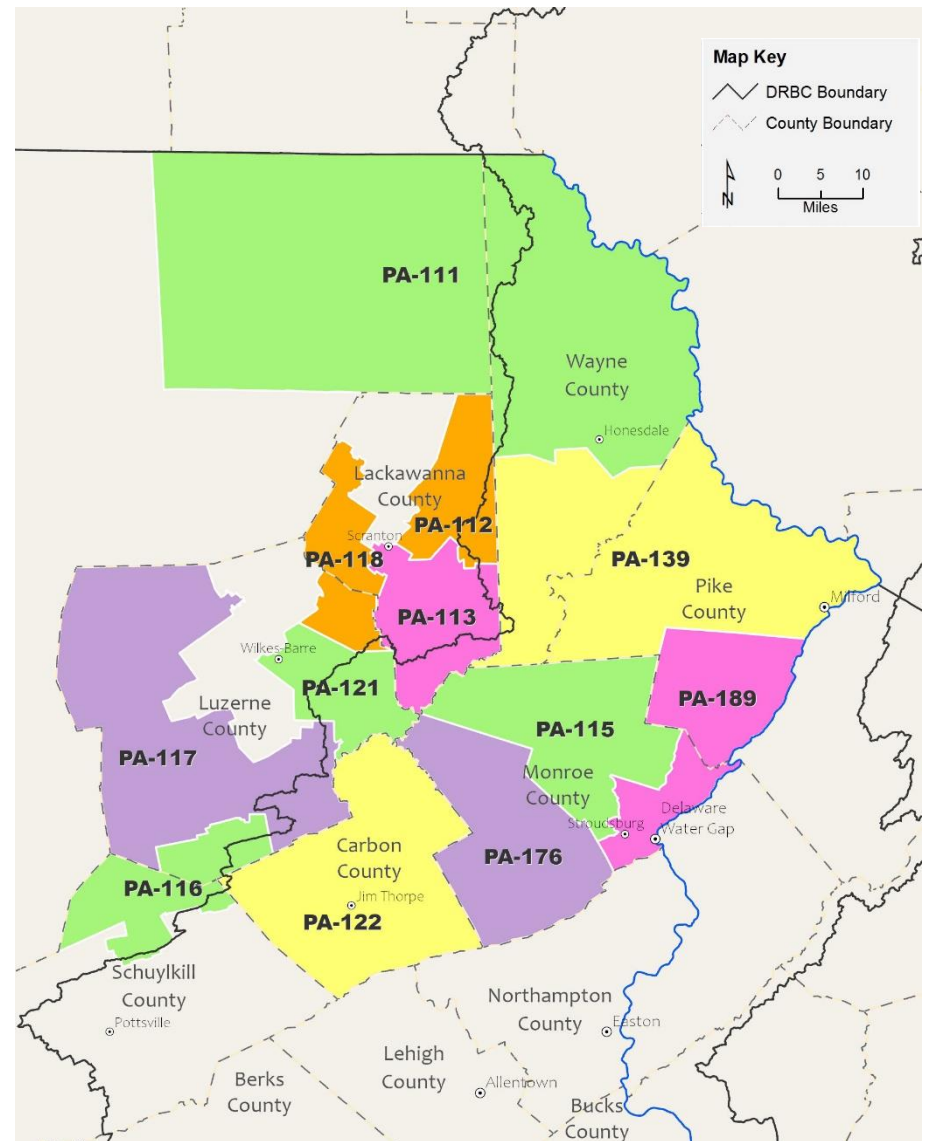 Map Key
DRBC Boundary
County Boundary
N
0 5 10
Miles
PA-111
Wayne
County
Honesdale
Lackawanna
County
PA-112
Scranton
PA-118
PA-139
Pike
County
Milford
PA-113
Wilkes-Barre
PA-121
PA-189
Luzerne
County
PA-115
PA-117
Monroe
County
Delaware
Water Gap
Stroudsburg
Carbon
County
PA-176
PA-116
Jim Thorpe
PA-122
Schuylkill
County
Pottsville
Northampton
County
Easton
Lehigh
County
Allentown
Berks
County
Bucks
County